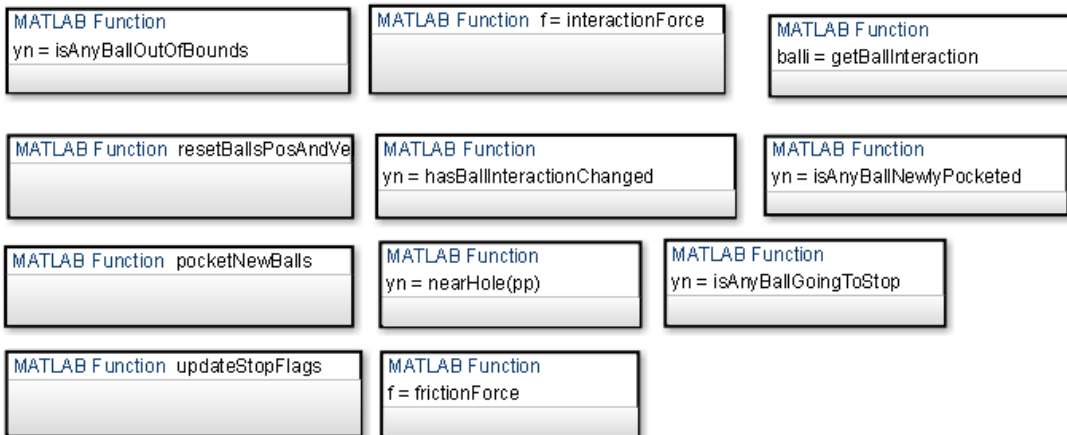 MATLAB Function
yn = isAnyBallOutOfBounds
MATLAB Function f = interactionForce
MATLAB Function
balli = getBallInteraction
MATLAB Function resetBallsPosAndVe
MATLAB Function
yn = hasBallInteractionChanged
MATLAB Function
yn = isAnyBallNewlyPocketed
MATLAB Function pocketNewBalls
MATLAB Function
yn = nearHole(pp)
MATLAB Function
yn = isAnyBallGoingToStop
MATLAB Function updateStopFlags
MATLAB Function
f = frictionForce